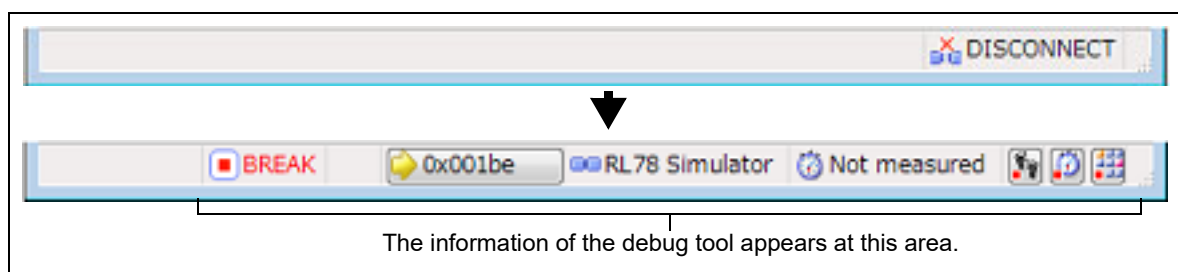 DISCONNECT
BREAK 0x001be RL78 Simulator Not measured
The information of the debug tool appears at this area.